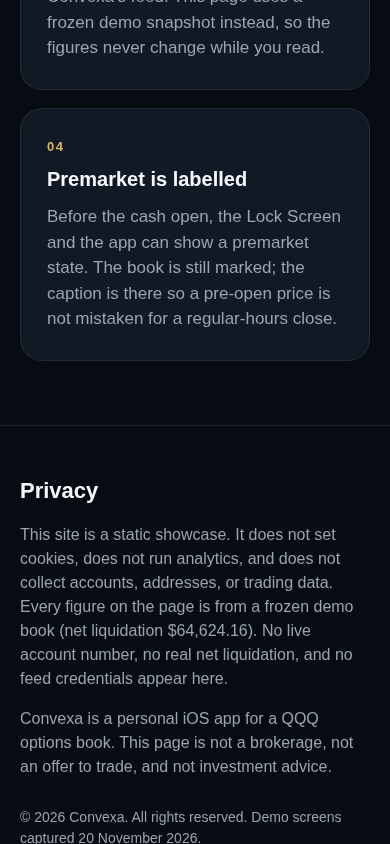 Convexa's feed. This page uses a
frozen demo snapshot instead, so the
figures never change while you read.
04
Premarket is labelled
Before the cash open, the Lock Screen
and the app can show a premarket
state. The book is still marked; the
caption is there so a pre-open price is
not mistaken for a regular-hours close.
Privacy
This site is a static showcase. It does not set
cookies, does not run analytics, and does not
collect accounts, addresses, or trading data.
Every figure on the page is from a frozen demo
book (net liquidation $64,624.16). No live
account number, no real net liquidation, and no
feed credentials appear here.
Convexa is a personal iOS app for a QQQ
options book. This page is not a brokerage, not
an offer to trade, and not investment advice.
© 2026 Convexa. All rights reserved. Demo screens
captured 20 November 2026.